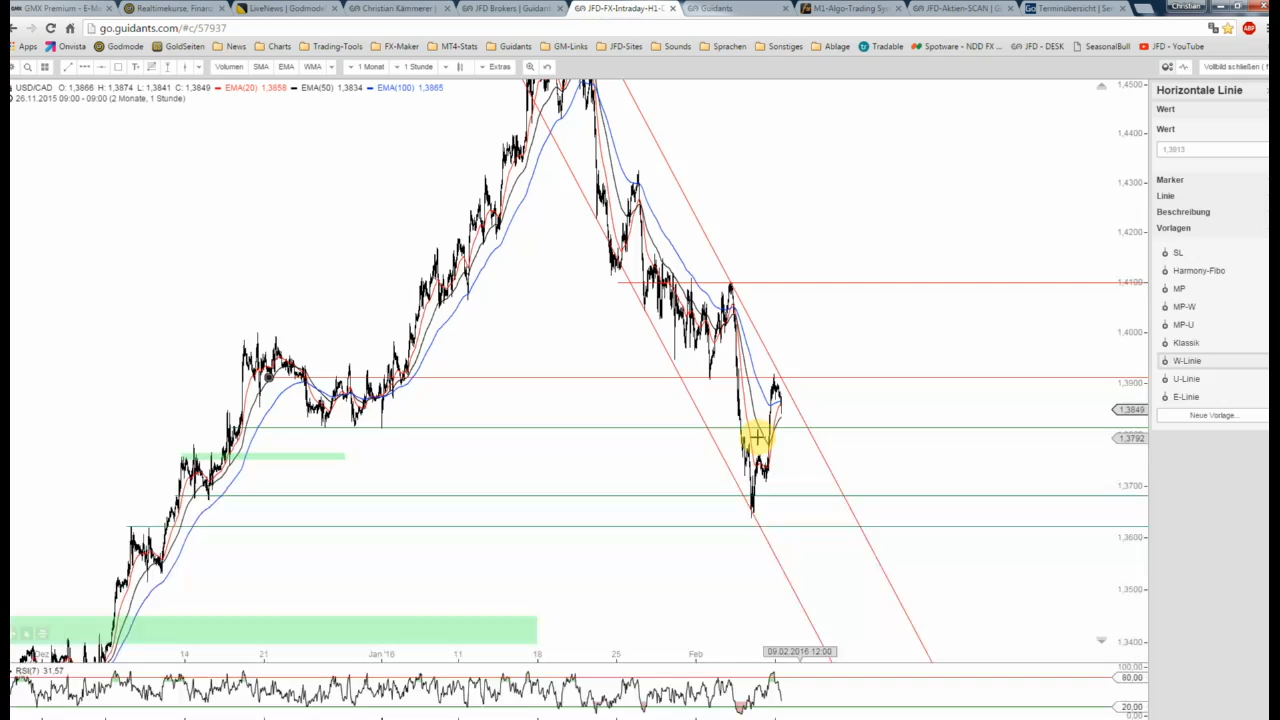 GMX Premium - E-M
Realtimekurse, Finanz
LiveNews | Godmode
Christian Kämmerer |
JFD Brokers | Guidant
JFD-FX-Intraday-H1-
Guidants
M1-Algo-Trading Sy
JFD-Aktien-SCAN | G
Terminübersicht | Se
Christian
go.guidants.com/#c/57937
Apps
Onvista
Godmode
GoldSeiten
News
Charts
Trading-Tools
FX-Maker
MT4-Stats
Guidants
GM-Links
JFD-Sites
Sounds
Sprachen
Sonstiges
Ablage
Tradable
Spotware - NDD FX ...
JFD - DESK
SeasonalBull
JFD - YouTube
Volumen
SMA
EMA
WMA
1 Monat
1 Stunde
Extras
Vollbild schließen ( f
USD/CAD O: 1,3866 H: 1,3874 L: 1,3841 C: 1,3849 EMA(20) 1,3858 EMA(50) 1,3834 EMA(100) 1,3865
26.11.2015 09:00 - 09:00 (2 Monate, 1 Stunde)
1,4500
1,4400
1,4300
1,4200
1,4100
1,4000
1,3900
1,3849
1,3792
1,3700
1,3600
1,3500
1,3400
Dez
14
21
Jan '16
11
18
25
Feb
09.02.2016 12:00
RSI(7) 31,57
100,00
80,00
20,00
0,00
Horizontale Linie
Wert
Wert
1,3913
Marker
Linie
Beschreibung
Vorlagen
SL
Harmony-Fibo
MP
MP-W
MP-U
Klassik
W-Linie
U-Linie
E-Linie
Neue Vorlage...